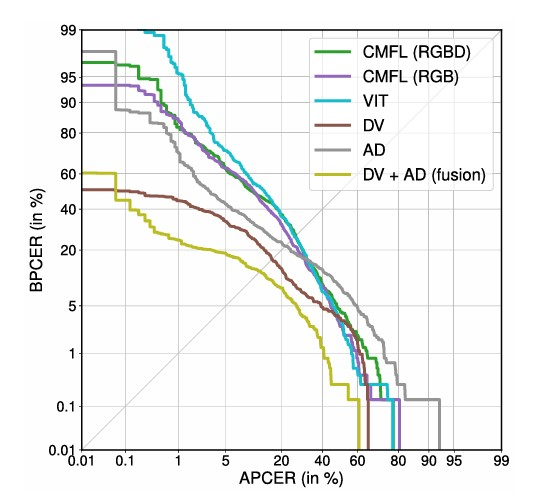 99
95
90
80
60
40
20
5
1
0.1
0.01
BPCER (in %)
CMFL (RGBD)
CMFL (RGB)
VIT
DV
AD
DV + AD (fusion)
0.01 0.1 1 5 20 40 60 80 90 95 99
APCER (in %)